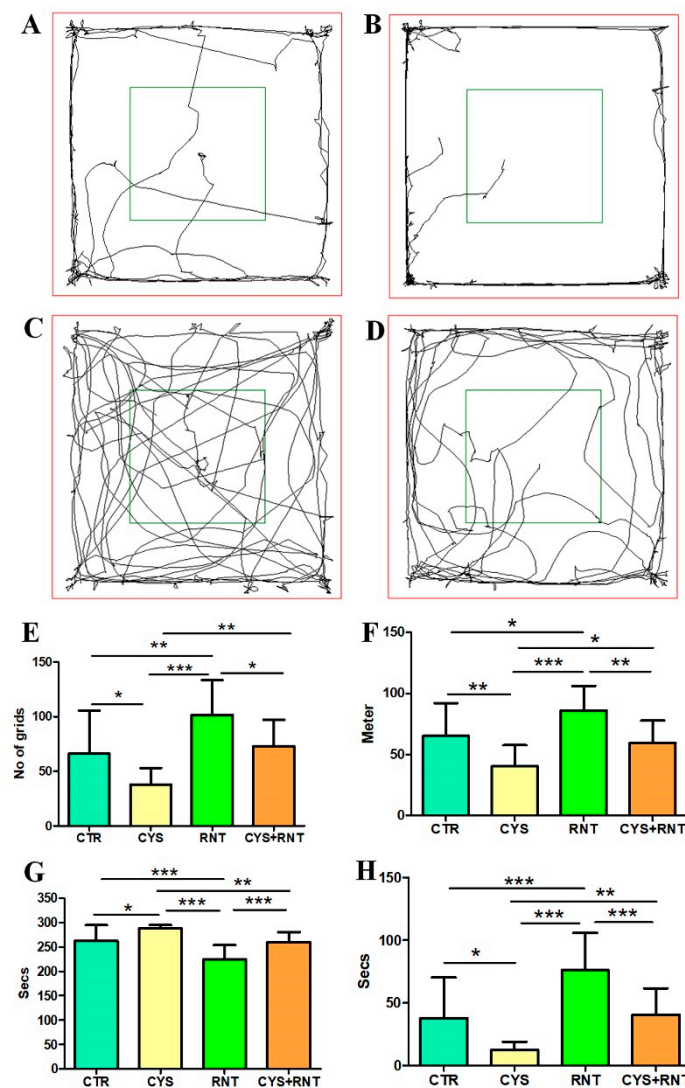 A
B
C
D
E
**
**
*
***
*
No of grids
150
100
50
0
CTR
CYS
RNT
CYS+RNT
F
*
*
**
***
**
Meter
150
100
50
0
CTR
CYS
RNT
CYS+RNT
G
***
**
*
***
***
Secs
350
300
250
200
150
100
50
0
CTR
CYS
RNT
CYS+RNT
H
***
**
*
***
***
Secs
150
100
50
0
CTR
CYS
RNT
CYS+RNT